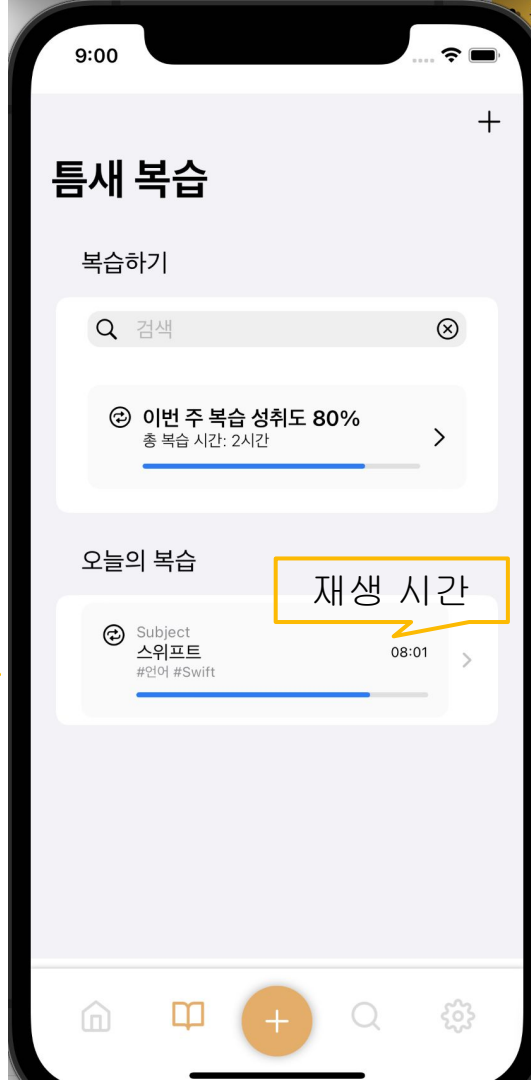 9:00
틈새 복습
복습하기
검색
이번 주 복습 성취도 80%
총 복습 시간: 2시간
오늘의 복습
재생 시간
Subject
스위프트
08:01
#언어 #Swift